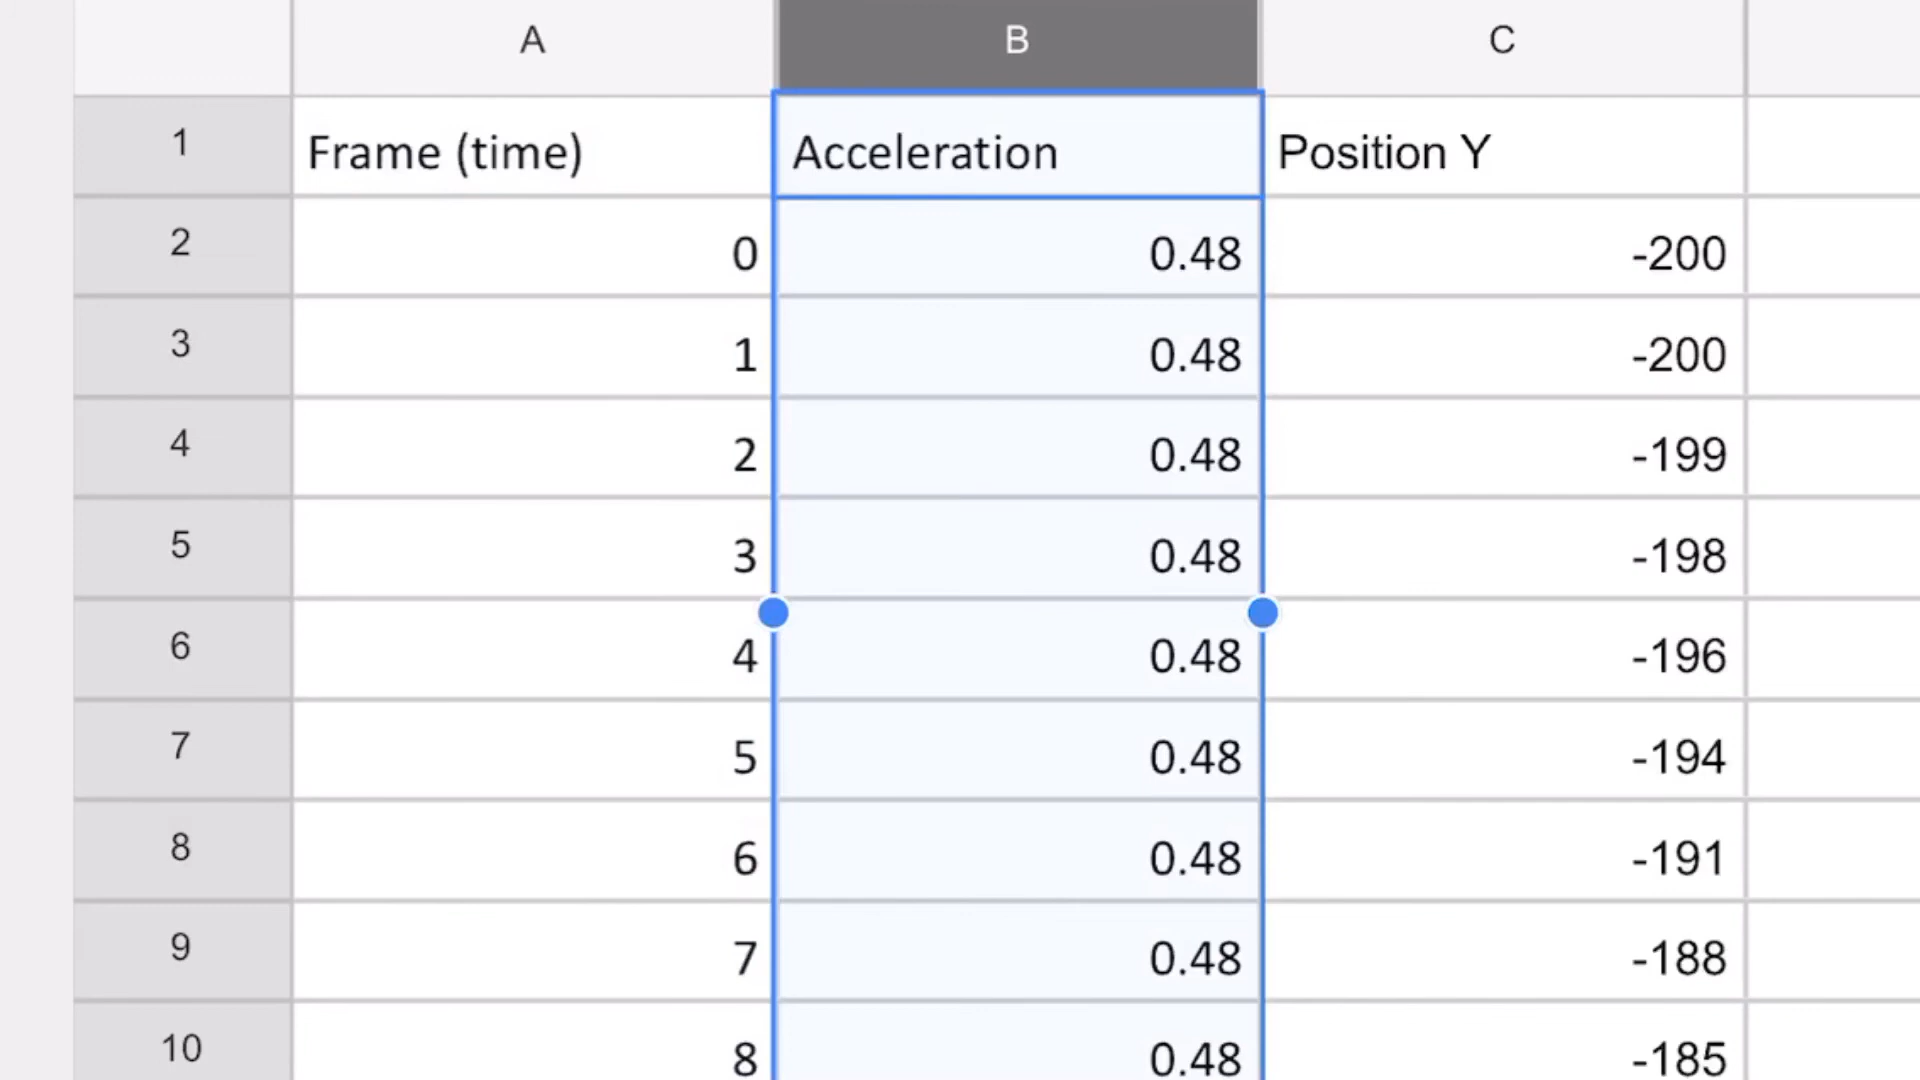 A B C
1 Frame (time) Acceleration Position Y
2 0 0.48 -200
3 1 0.48 -200
4 2 0.48 -199
5 3 0.48 -198
6 4 0.48 -196
7 5 0.48 -194
8 6 0.48 -191
9 7 0.48 -188
10 8 0.48 -185